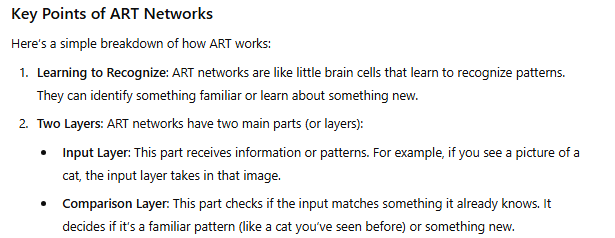 Key Points of ART Networks
Here's a simple breakdown of how ART works:
1. Learning to Recognize: ART networks are like little brain cells that learn to recognize patterns.
They can identify something familiar or learn about something new.
2. Two Layers: ART networks have two main parts (or layers):
• Input Layer: This part receives information or patterns. For example, if you see a picture of a
cat, the input layer takes in that image.
• Comparison Layer: This part checks if the input matches something it already knows. It
decides if it's a familiar pattern (like a cat you've seen before) or something new.